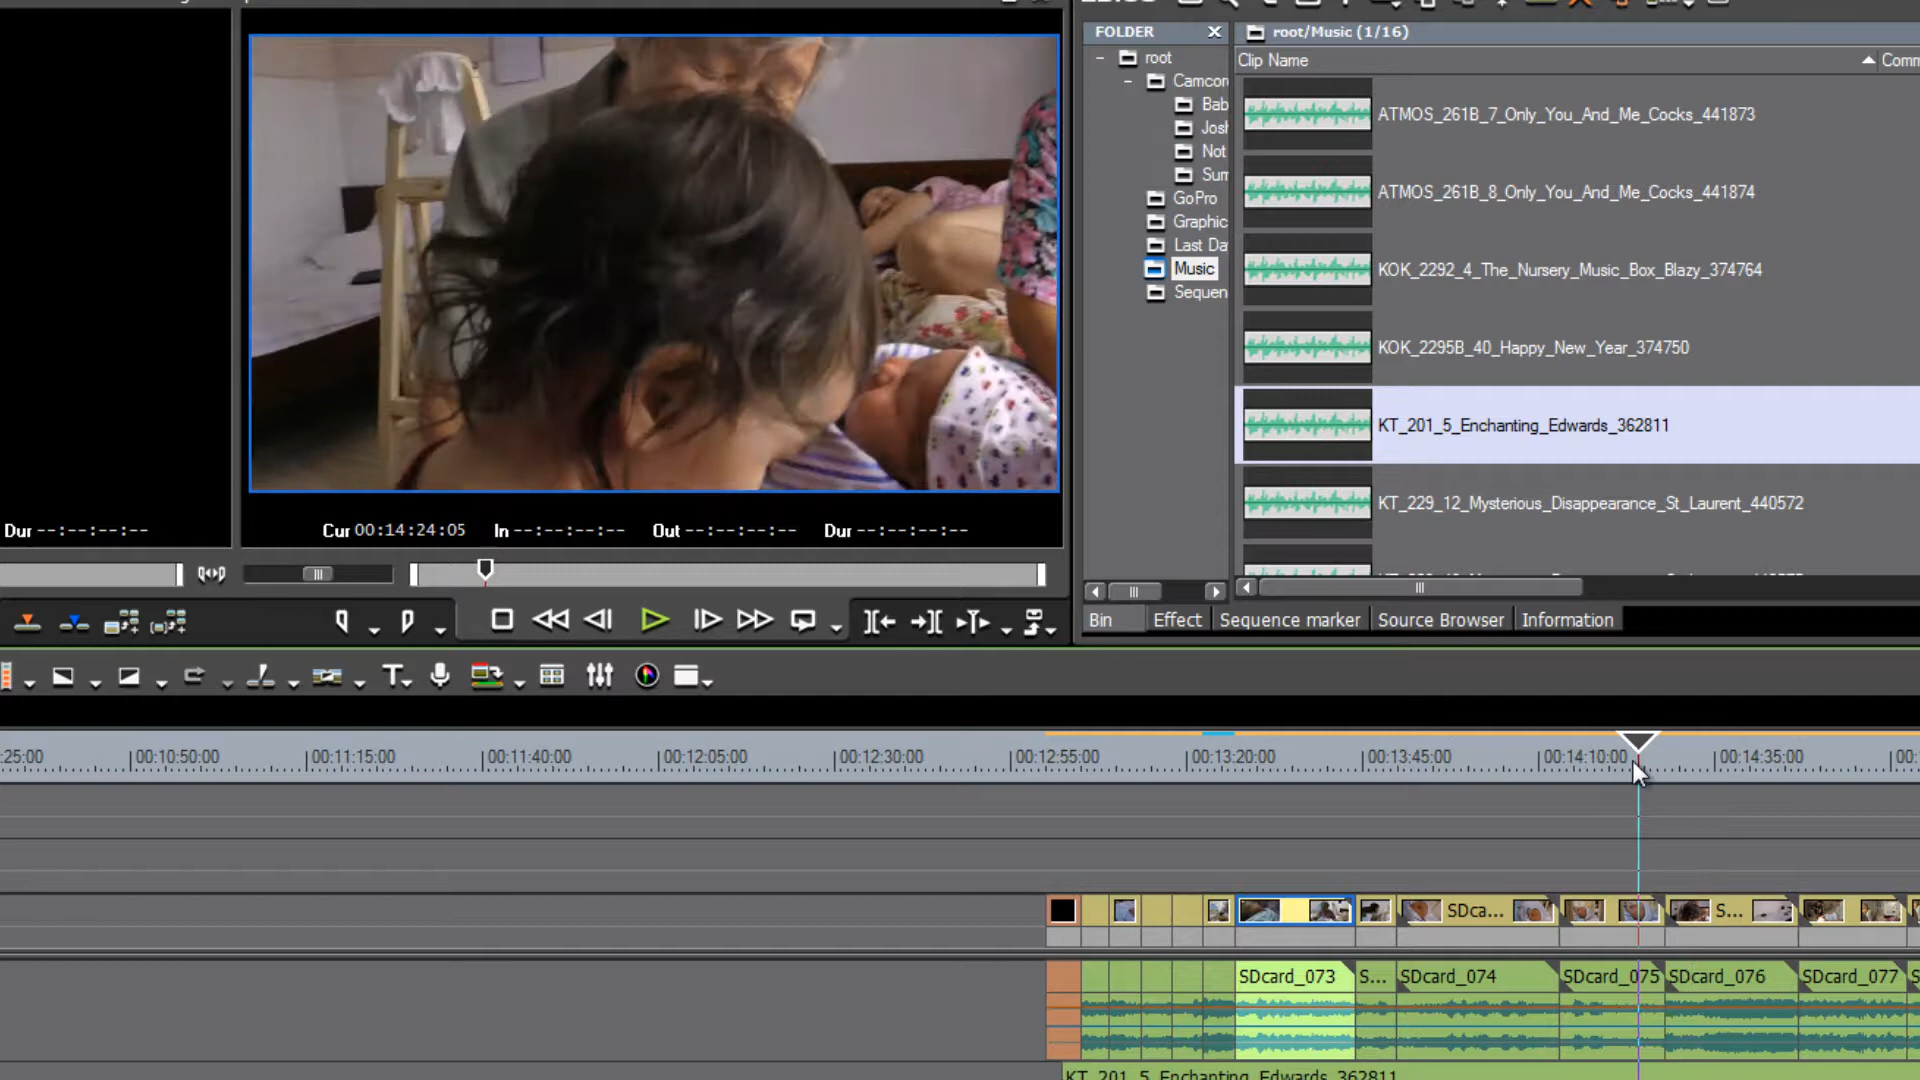 FOLDER
root/Music (1/16)
root
Clip Name
Comm
Camcor
Bab
Josh
Not
Sum
GoPro
Graphic
Last Da
Music
Sequen
ATMOS_261B_7_Only_You_And_Me_Cocks_441873
ATMOS_261B_8_Only_You_And_Me_Cocks_441874
KOK_2292_4_The_Nursery_Music_Box_Blazy_374764
KOK_2295B_40_Happy_New_Year_374750
KT_201_5_Enchanting_Edwards_362811
KT_229_12_Mysterious_Disappearance_St_Laurent_440572
Dur --:--:--:--
Cur 00:14:24:05 In --:--:--:-- Out --:--:--:-- Dur --:--:--:--
Bin Effect Sequence marker Source Browser Information
:25:00 00:10:50:00 00:11:15:00 00:11:40:00 00:12:05:00 00:12:30:00 00:12:55:00 00:13:20:00 00:13:45:00 00:14:10:00 00:14:35:00 00:
SDca... S...
SDcard_073 S... SDcard_074 SDcard_075 SDcard_076 SDcard_077 S
KT_201_5_Enchanting_Edwards_362811